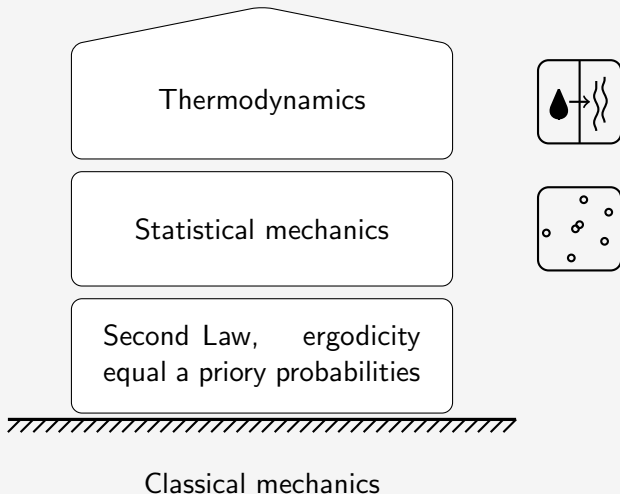 Thermodynamics
Statistical mechanics
Second Law, ergodicity
equal a priory probabilities
Classical mechanics